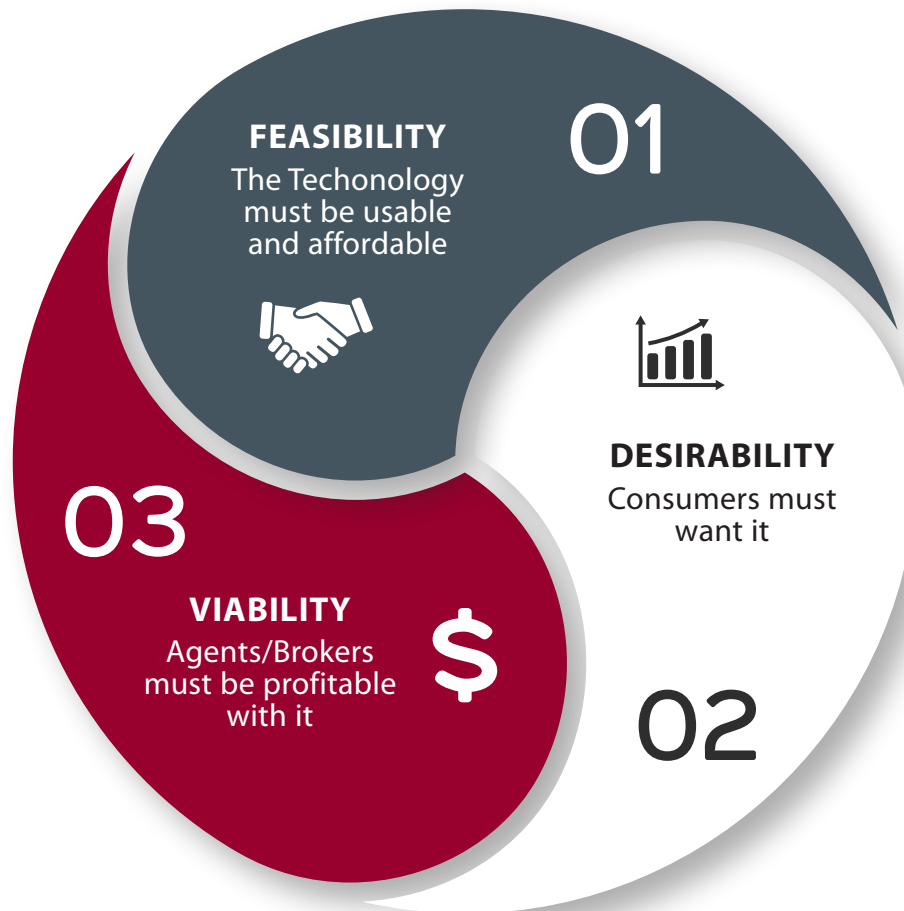 01
FEASIBILITY
The Techonology
must be usable
and affordable
DESIRABILITY
Consumers must
want it
02
03
VIABILITY
Agents/Brokers
must be profitable
with it
$